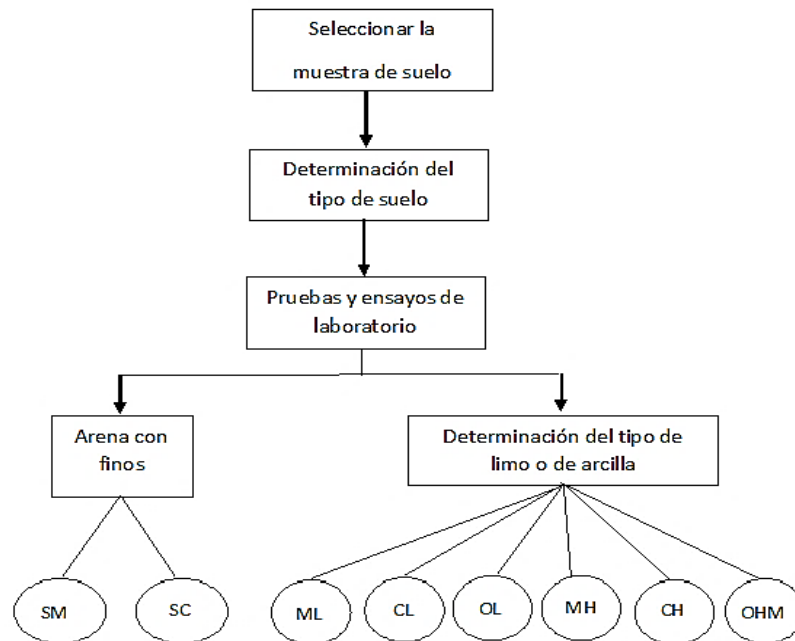 Seleccionar la
muestra de suelo
Determinación del
tipo de suelo
Pruebas y ensayos de
laboratorio
Arena con
finos
Determinación del tipo de
limo o de arcilla
SM
SC
ML
CL
OL
MH
CH
OHM